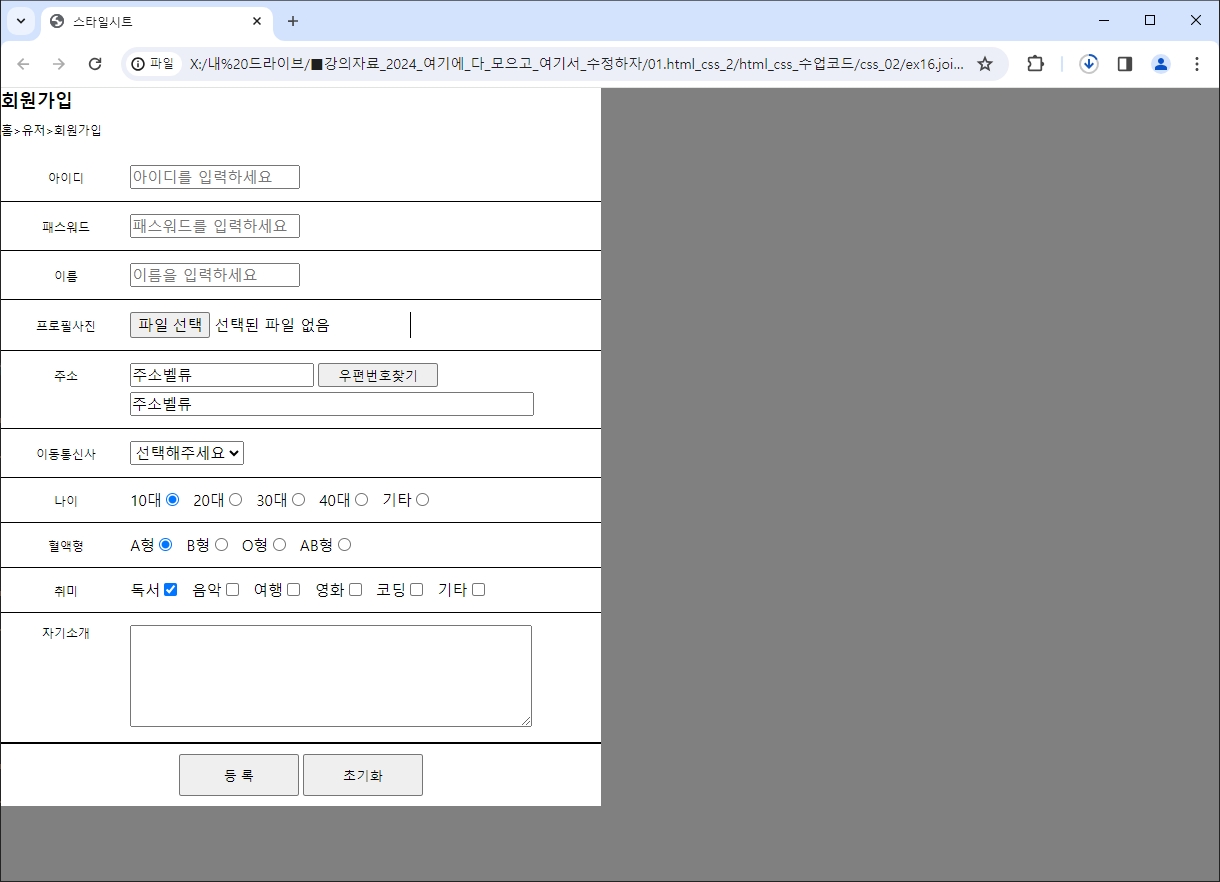 스타일시트
파일 X:/내%20드라이브/■강의자료_2024_여기에_다_모으고_여기서_수정하자/01.html_css_2/html_css_수업코드/css_02/ex16.joi...
회원가입
홈>유저>회원가입
아이디 아이디를 입력하세요
패스워드 패스워드를 입력하세요
이름 이름을 입력하세요
프로필사진 파일 선택 선택된 파일 없음
주소 주소벨류 우편번호찾기
주소벨류
이동통신사 선택해주세요
나이 10대 20대 30대 40대 기타
혈액형 A형 B형 O형 AB형
취미 독서 음악 여행 영화 코딩 기타
자기소개
등 록 초기화